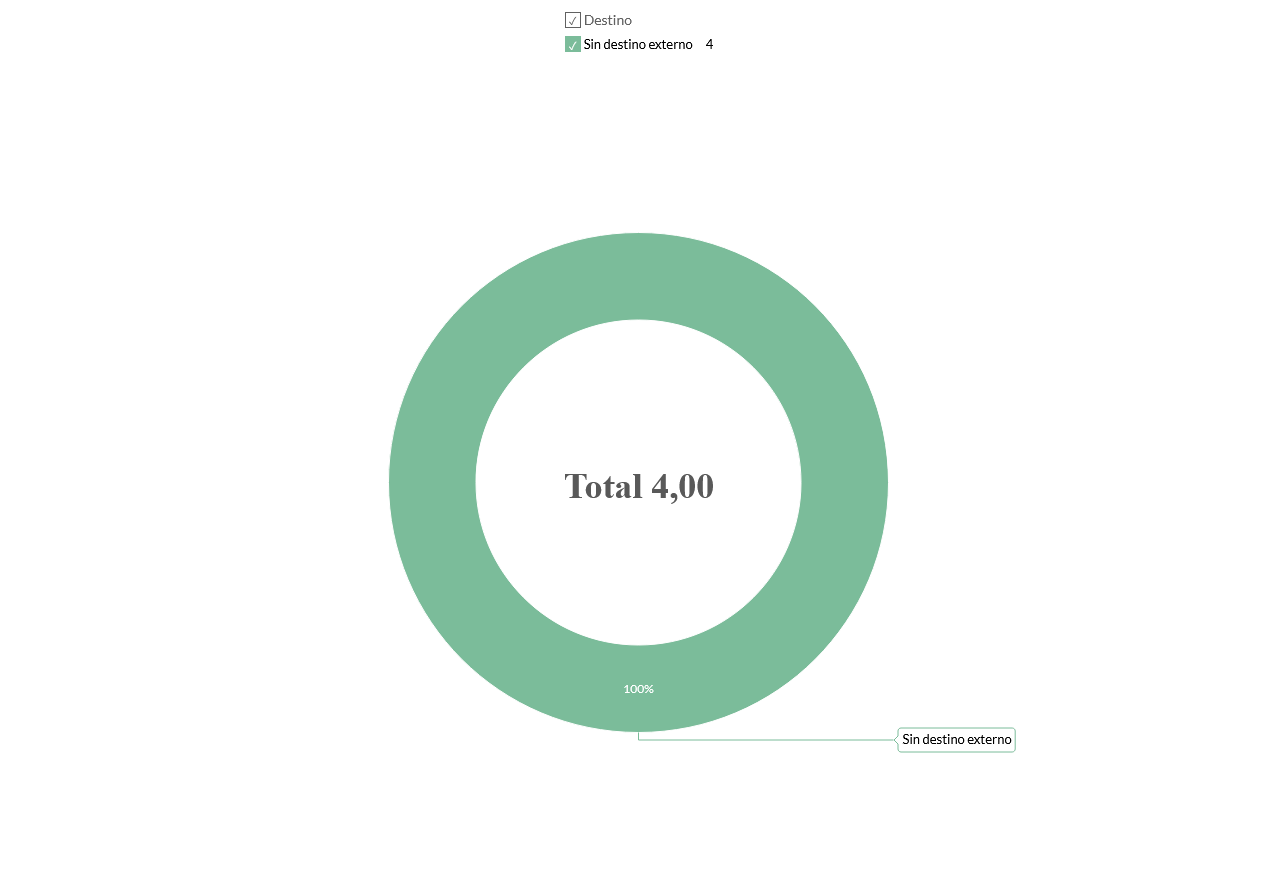 Destino
Sin destino externo 4
Total 4,00
100%
Sin destino externo